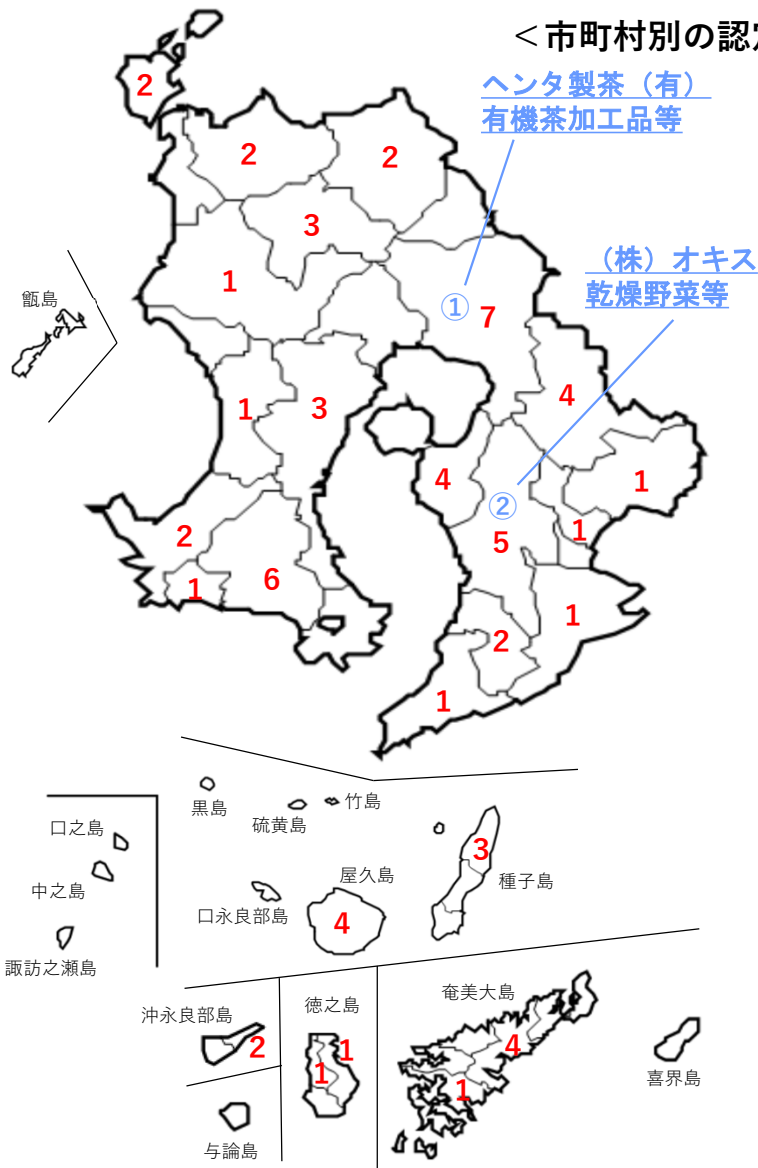 ＜市町村別の認定
ヘンタ製茶（有）
有機茶加工品等
（株）オキス
乾燥野菜等
2
2
2
3
1
①
7
甑島
4
1
3
4
1
②
2
5
1
1
6
1
2
1
黒島
硫黄島
竹島
口之島
中之島
諏訪之瀬島
口永良部島
屋久島
4
3
種子島
沖永良部島
2
与論島
徳之島
1
1
奄美大島
4
1
喜界島